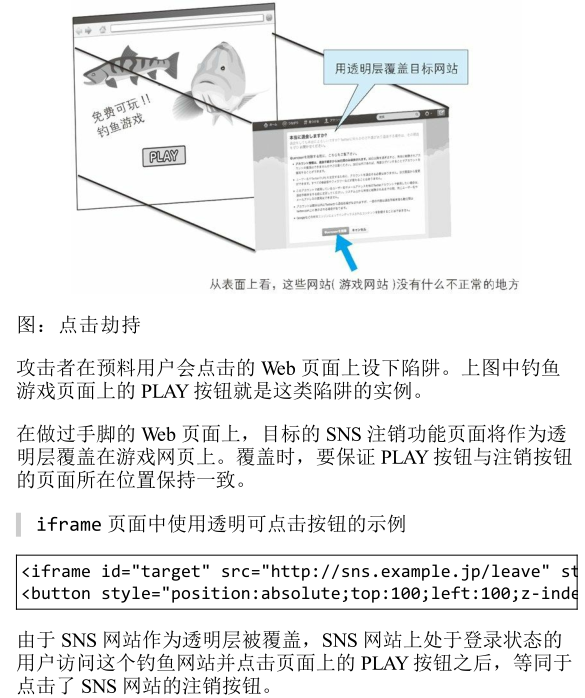 用透明层覆盖目标网站
免费可玩!!
钓鱼游戏
PLAY
从表面上看，这些网站(游戏网站)没有什么不正常的地方
图：点击劫持
攻击者在预料用户会点击的 Web 页面上设下陷阱。上图中钓鱼
游戏页面上的 PLAY 按钮就是这类陷阱的实例。
在做过手脚的 Web 页面上，目标的 SNS 注销功能页面将作为透
明层覆盖在游戏网页上。覆盖时，要保证 PLAY 按钮与注销按钮
的页面所在位置保持一致。
iframe 页面中使用透明可点击按钮的示例
<iframe id="target" src="http://sns.example.jp/leave" st
<button style="position:absolute;top:100;left:100;z-inde
由于 SNS 网站作为透明层被覆盖，SNS 网站上处于登录状态的
用户访问这个钓鱼网站并点击页面上的 PLAY 按钮之后，等同于
点击了 SNS 网站的注销按钮。